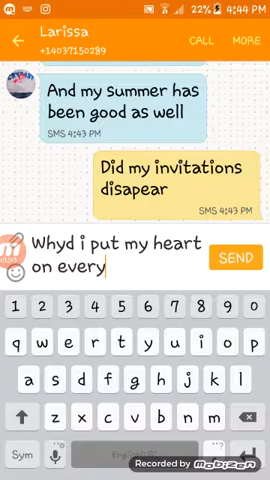 22% 4:44 PM
Larissa
+14037150289
CALL MORE
And my summer has
been good as well
SMS 4:43 PM
Did my invitations
disapear
SMS 4:43 PM
Whyd i put my heart
on every
SEND
1 2 3 4 5 6 7 8 9 0
q w e r t y u i o p
a s d f g h j k l
z x c v b n m
Sym English(US)
Recorded by mobizen